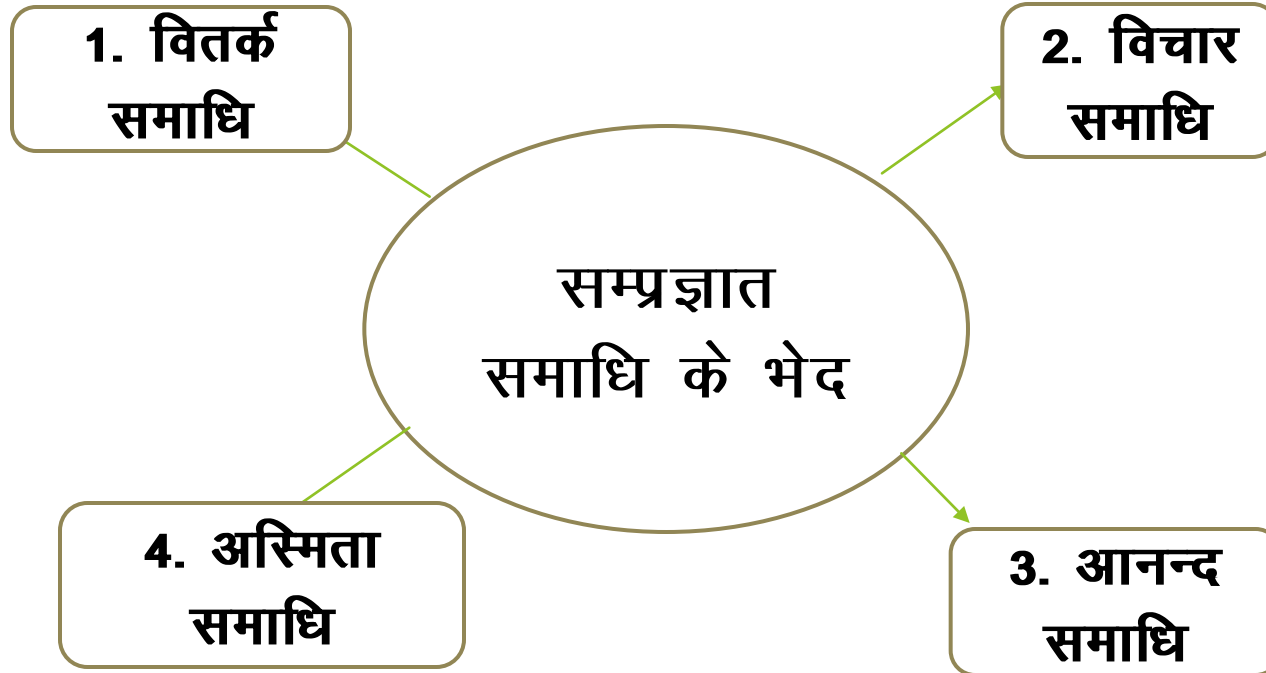 1. वितर्क
समाधि
2. विचार
समाधि
सम्प्रज्ञात
समाधि के भेद
4. अस्मिता
समाधि
3. आनन्द
समाधि